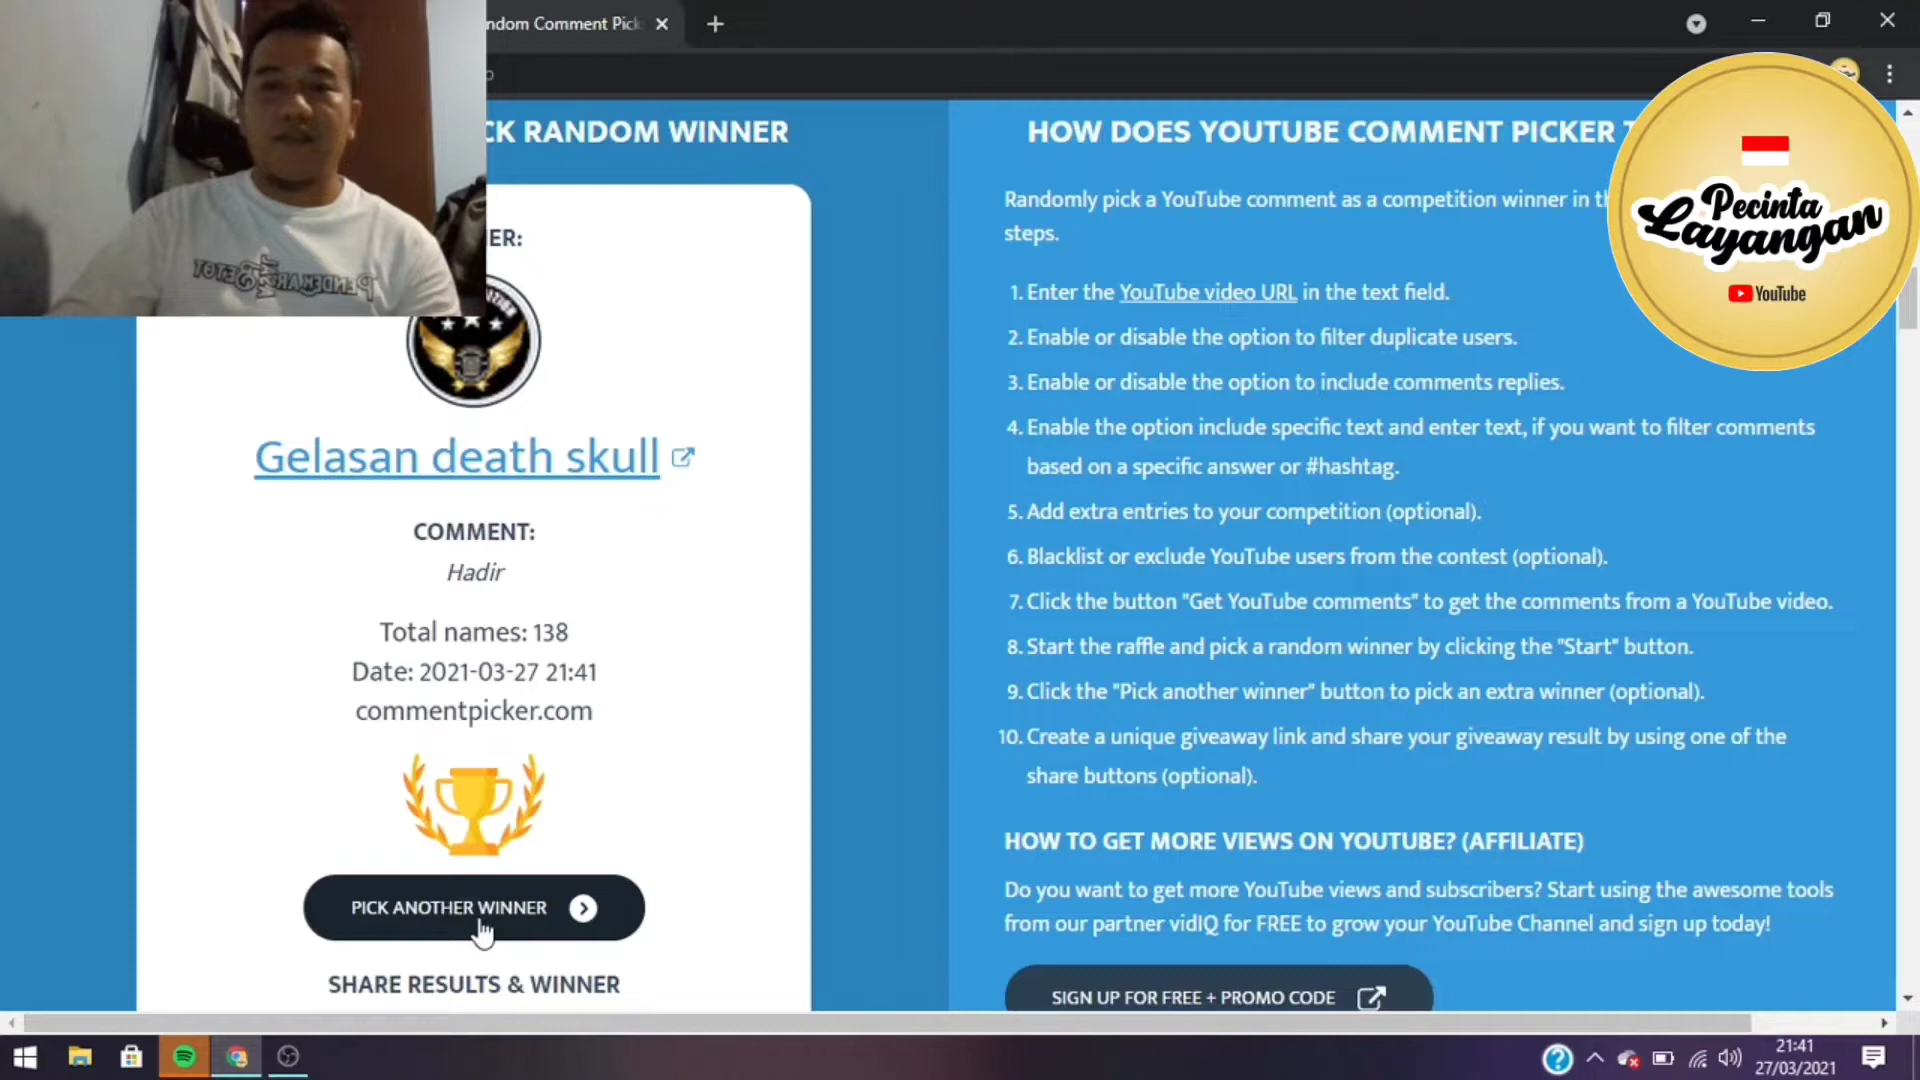 ndom Comment Pick
CK RANDOM WINNER
ER:
Gelasan death skull
COMMENT:
Hadir
Total names: 138
Date: 2021-03-27 21:41
commentpicker.com
PICK ANOTHER WINNER
SHARE RESULTS & WINNER
HOW DOES YOUTUBE COMMENT PICKER
Randomly pick a YouTube comment as a competition winner in
steps.
1. Enter the YouTube video URL in the text field.
2. Enable or disable the option to filter duplicate users.
3. Enable or disable the option to include comments replies.
4. Enable the option include specific text and enter text, if you want to filter comments
based on a specific answer or #hashtag.
5. Add extra entries to your competition (optional).
6. Blacklist or exclude YouTube users from the contest (optional).
7. Click the button "Get YouTube comments" to get the comments from a YouTube video.
8. Start the raffle and pick a random winner by clicking the "Start" button.
9. Click the "Pick another winner" button to pick an extra winner (optional).
10. Create a unique giveaway link and share your giveaway result by using one of the
share buttons (optional).
HOW TO GET MORE VIEWS ON YOUTUBE? (AFFILIATE)
Do you want to get more YouTube views and subscribers? Start using the awesome tools
from our partner vidIQ for FREE to grow your YouTube Channel and sign up today!
SIGN UP FOR FREE + PROMO CODE
Pecinta
Layangan
YouTube
21:41
27/03/2021